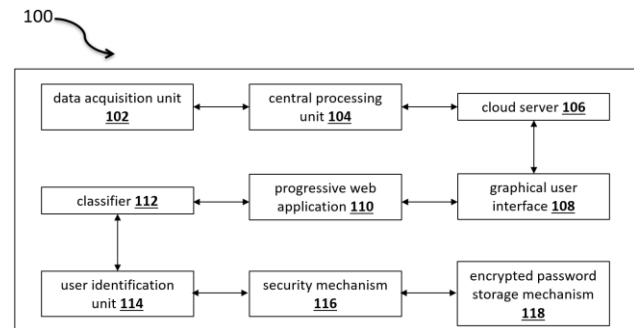 100
data acquisition unit
102
central processing
unit 104
cloud server 106
classifier 112
progressive web
application 110
graphical user
interface 108
user identification
unit 114
security mechanism
116
encrypted password
storage mechanism
118